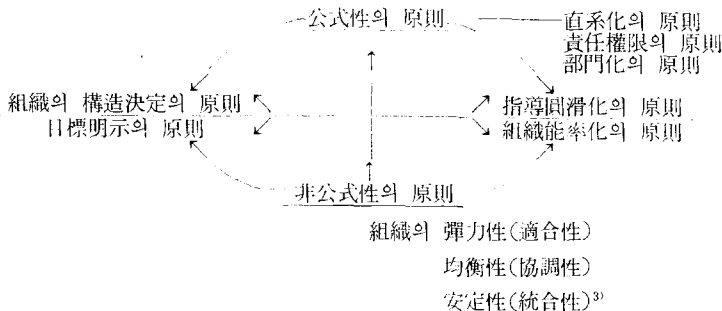 公式性의 原則
直系化의 原則
責任權限의 原則
部門化의 原則
組織의 構造決定의 原則
目標明示의 原則
指導圓滑化의 原則
組織能率化의 原則
非公式性의 原則
組織의 彈力性(適合性)
均衡性(協調性)
安定性(統合性)³⁾